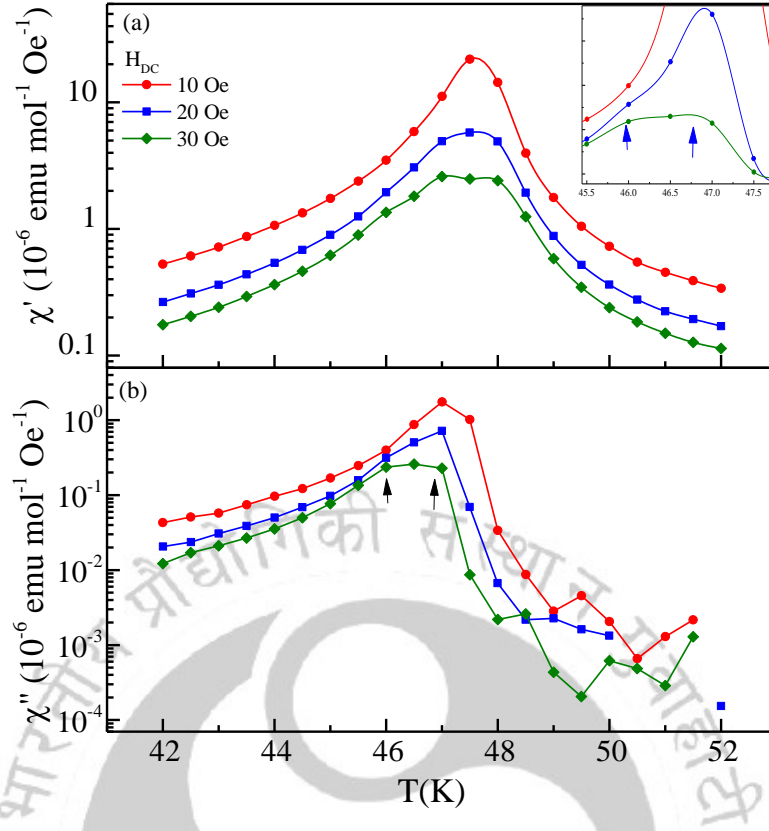 (a)
H_DC
10 Oe
20 Oe
30 Oe
χ' (10⁻⁶ emu mol⁻¹ Oe⁻¹)
10
1
0.1
45.5 46.0 46.5 47.0 47.5
(b)
χ" (10⁻⁶ emu mol⁻¹ Oe⁻¹)
10⁰
10⁻¹
10⁻²
10⁻³
10⁻⁴
42 44 46 48 50 52
T(K)
भारतीय प्रौद्योगिकी संस्थान गुवाहाटी